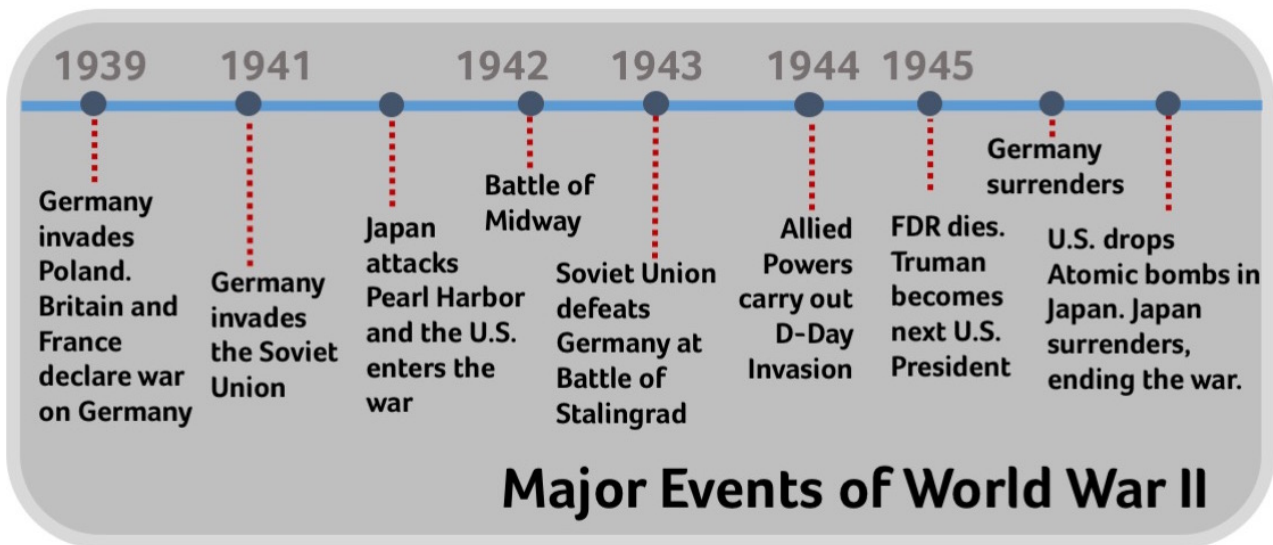 1939 1941 1942 1943 1944 1945
Germany
invades
Poland.
Britain and
France
declare war
on Germany
Germany
invades
the Soviet
Union
Japan
attacks
Pearl Harbor
and the U.S.
enters the
war
Battle of
Midway
Soviet Union
defeats
Germany at
Battle of
Stalingrad
Allied
Powers
carry out
D-Day
Invasion
FDR dies.
Truman
becomes
next U.S.
President
Germany
surrenders
U.S. drops
Atomic bombs in
Japan. Japan
surrenders,
ending the war.
Major Events of World War II